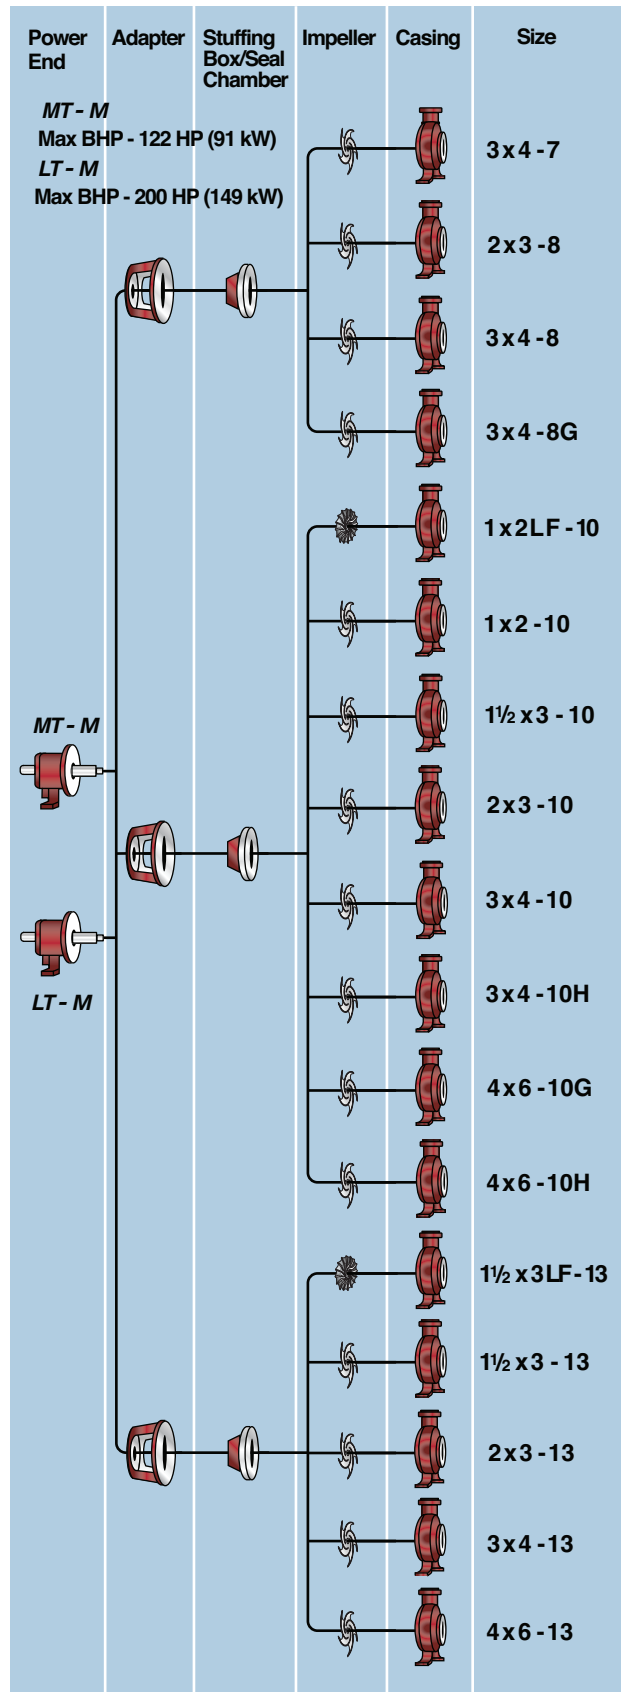 Power End
Adapter
Stuffing Box/Seal Chamber
Impeller
Casing
Size
MT - M
Max BHP - 122 HP (91 kW)
LT - M
Max BHP - 200 HP (149 kW)
3 x 4 - 7
2 x 3 - 8
3 x 4 - 8
3 x 4 - 8G
1 x 2 LF - 10
1 x 2 - 10
1½ x 3 - 10
MT - M
2 x 3 - 10
3 x 4 - 10
LT - M
3 x 4 - 10H
4 x 6 - 10G
4 x 6 - 10H
1½ x 3 LF - 13
1½ x 3 - 13
2 x 3 - 13
3 x 4 - 13
4 x 6 - 13